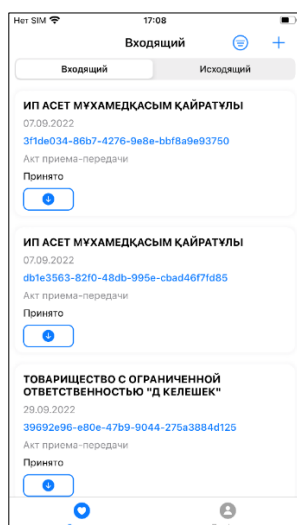 Нет SIM 17:08
Входящий
Входящий Исходящий
ИП АСЕТ МҰХАМЕДҚАСЫМ ҚАЙРАТҰЛЫ
07.09.2022
3f1de034-86b7-4276-9e8e-bbf8a9e93750
Акт приема-передачи
Принято
ИП АСЕТ МҰХАМЕДҚАСЫМ ҚАЙРАТҰЛЫ
07.09.2022
db1e3563-82f0-48db-995e-cbad46f7fd85
Акт приема-передачи
Принято
ТОВАРИЩЕСТВО С ОГРАНИЧЕННОЙ
ОТВЕТСТВЕННОСТЬЮ "Д КЕЛЕШЕК"
29.09.2022
39692e96-e80e-47b9-9044-275a3884d125
Акт приема-передачи
Принято